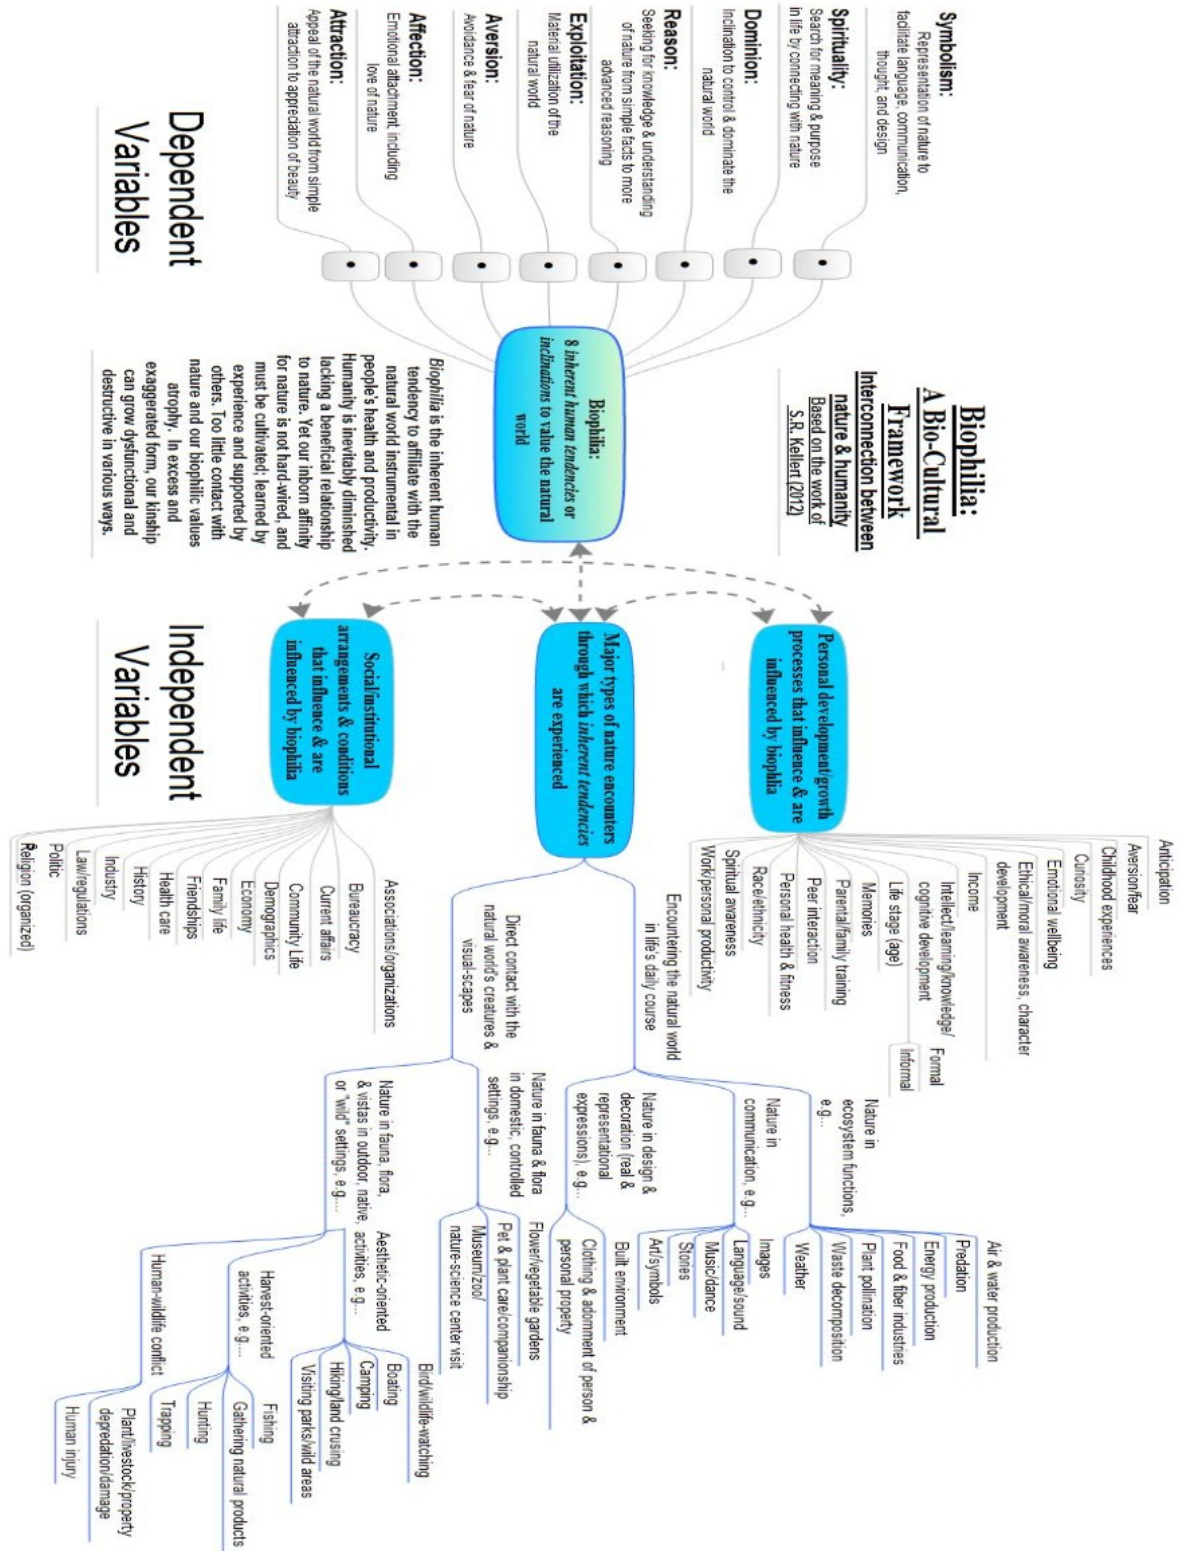 Biophilia:
A Bio-Cultural
Framework
Interconnection between
nature & humanity
Based on the work of
S.R. Kellert (2012)
Symbolism:
Representation of nature to
facilitate language, communication,
thought, and design
Spirituality:
Search for meaning & purpose
in life by connecting with nature
Dominion:
Inclination to control & dominate the
natural world
Reason:
Seeking for knowledge & understanding
of nature from simple facts to more
advanced reasoning
Exploitation:
Material utilization of the
natural world
Aversion:
Avoidance & fear of nature
Affection:
Emotional attachment, including
love of nature
Attraction:
Appeal of the natural world from simple
attraction to appreciation of beauty
Dependent
Variables
Biophilia:
8 inherent human tendencies or
inclinations to value the natural
world
Biophilia is the inherent human
tendency to affiliate with the
natural world instrumental in
people's health and productivity.
Humanity is inevitably diminished
lacking a beneficial relationship
to nature. Yet our inborn affinity
for nature is not hard-wired, and
must be cultivated; learned by
experience and supported by
others. Too little contact with
nature and our biophilic values
atrophy. In excess and
exaggerated form, our kinship
can grow dysfunctional and
destructive in various ways.
Personal development/growth
processes that influence & are
influenced by biophlia
Anticipation
Aversion/fear
Childhood experiences
Curiosity
Emotional wellbeing
Ethical/moral awareness, character
development
Income
Intellect/learning/knowledge/
cognitive development
Formal
Informal
Life stage (age)
Memories
Parental/family training
Peer interaction
Personal health & fitness
Race/ethnicity
Spiritual awareness
Work/personal productivity
Major types of nature encounters
through which inherent tendencies
are experienced
Encountering the natural world
in life's daily course
Nature in
ecosystem functions,
e.g...
Air & water production
Predation
Energy production
Food & fiber industries
Plant pollination
Waste decomposition
Weather
Nature in
communication, e.g...
Images
Language/sound
Music/dance
Stories
Art/symbols
Nature in design &
decoration (real &
representational
expressions), e.g...
Built environment
Clothing & adornment of person &
personal property
Direct contact with the
natural world's creatures &
visual-scapes
Nature in fauna & flora
in domestic, controlled
settings, e.g...
Flower/vegetable gardens
Pet & plant care/companionship
Museum/zoo/
nature-science center visit
Nature in fauna, flora,
& vistas in outdoor, native,
or "wild" settings, e.g....
Aesthetic-oriented
activities, e.g...
Bird/wildlife-watching
Boating
Camping
Hiking/land crusing
Visiting parks/wild areas
Harvest-oriented
activities, e.g....
Fishing
Gathering natural products
Hunting
Trapping
Human-wildlife conflict
Plant/livestock/property
depredation/damage
Human injury
Social/institutional
arrangements & conditions
that influence & are
influenced by biophilia
Associations/organizations
Bureaucracy
Current affairs
Community Life
Demographics
Economy
Family life
Friendships
Health care
History
Industry
Law/regulations
Politic
Religion (organized)
Independent
Variables